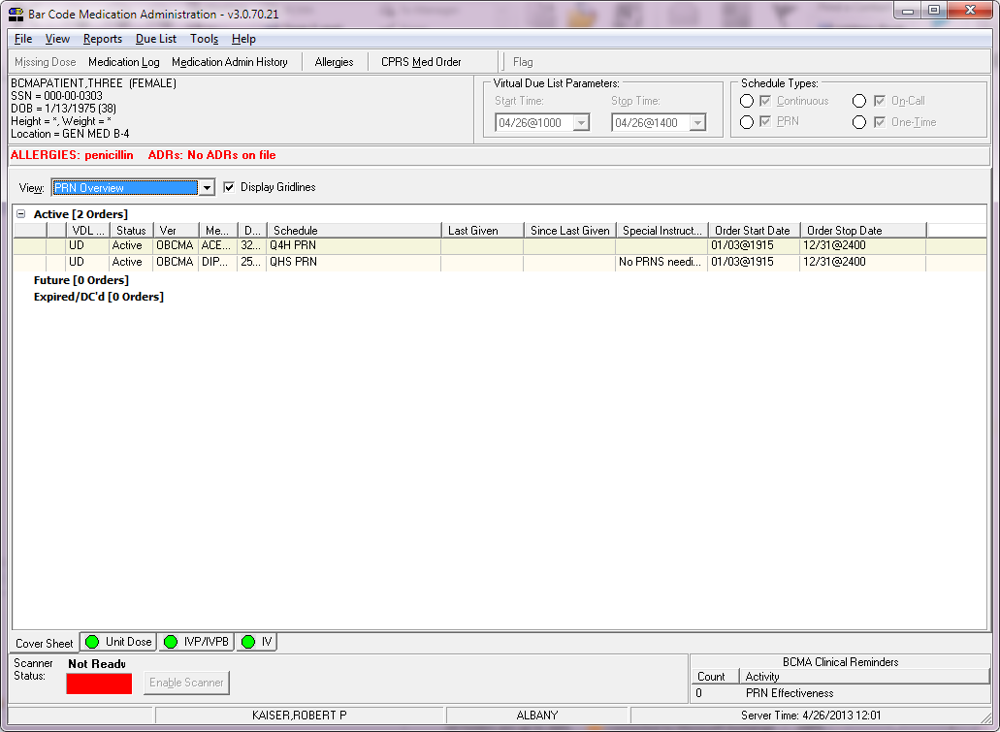 Bar Code Medication Administration - v3.0.70.21
File View Reports Due List Tools Help
Missing Dose Medication Log Medication Admin History Allergies CPRS Med Order Flag
BCMAPATIENT,THREE (FEMALE)
SSN = 000-00-0303
DOB = 1/13/1975 (38)
Height = *, Weight = *
Location = GEN MED B-4
Virtual Due List Parameters:
Start Time: Stop Time:
04/26@1000 04/26@1400
Schedule Types:
Continuous On-Call
PRN One-Time
ALLERGIES: penicillin ADRs: No ADRs on file
View: PRN Overview Display Gridlines
Active [2 Orders]
VDL ... Status Ver Me... D... Schedule Last Given Since Last Given Special Instruct... Order Start Date Order Stop Date
UD Active OBCMA ACE... 32... Q4H PRN 01/03@1915 12/31@2400
UD Active OBCMA DIP... 25... QHS PRN No PRNS needi... 01/03@1915 12/31@2400
Future [0 Orders]
Expired/DC'd [0 Orders]
Cover Sheet Unit Dose IVP/IVPB IV
Scanner Status: Not Ready
Enable Scanner
BCMA Clinical Reminders
Count Activity
0 PRN Effectiveness
KAISER,ROBERT P ALBANY Server Time: 4/26/2013 12:01